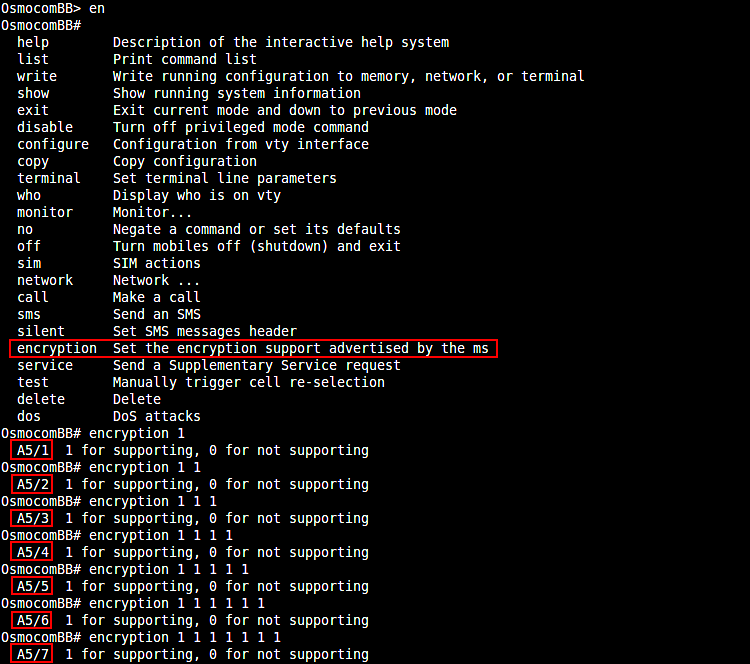 OsmocomBB> en
OsmocomBB#
help Description of the interactive help system
list Print command list
write Write running configuration to memory, network, or terminal
show Show running system information
exit Exit current mode and down to previous mode
disable Turn off privileged mode command
configure Configuration from vty interface
copy Copy configuration
terminal Set terminal line parameters
who Display who is on vty
monitor Monitor...
no Negate a command or set its defaults
off Turn mobiles off (shutdown) and exit
sim SIM actions
network Network ...
call Make a call
sms Send an SMS
silent Set SMS messages header
encryption Set the encryption support advertised by the ms
service Send a Supplementary Service request
test Manually trigger cell re-selection
delete Delete
dos DoS attacks
OsmocomBB# encryption 1
A5/1 1 for supporting, 0 for not supporting
OsmocomBB# encryption 1 1
A5/2 1 for supporting, 0 for not supporting
OsmocomBB# encryption 1 1 1
A5/3 1 for supporting, 0 for not supporting
OsmocomBB# encryption 1 1 1 1
A5/4 1 for supporting, 0 for not supporting
OsmocomBB# encryption 1 1 1 1 1
A5/5 1 for supporting, 0 for not supporting
OsmocomBB# encryption 1 1 1 1 1 1
A5/6 1 for supporting, 0 for not supporting
OsmocomBB# encryption 1 1 1 1 1 1 1
A5/7 1 for supporting, 0 for not supporting